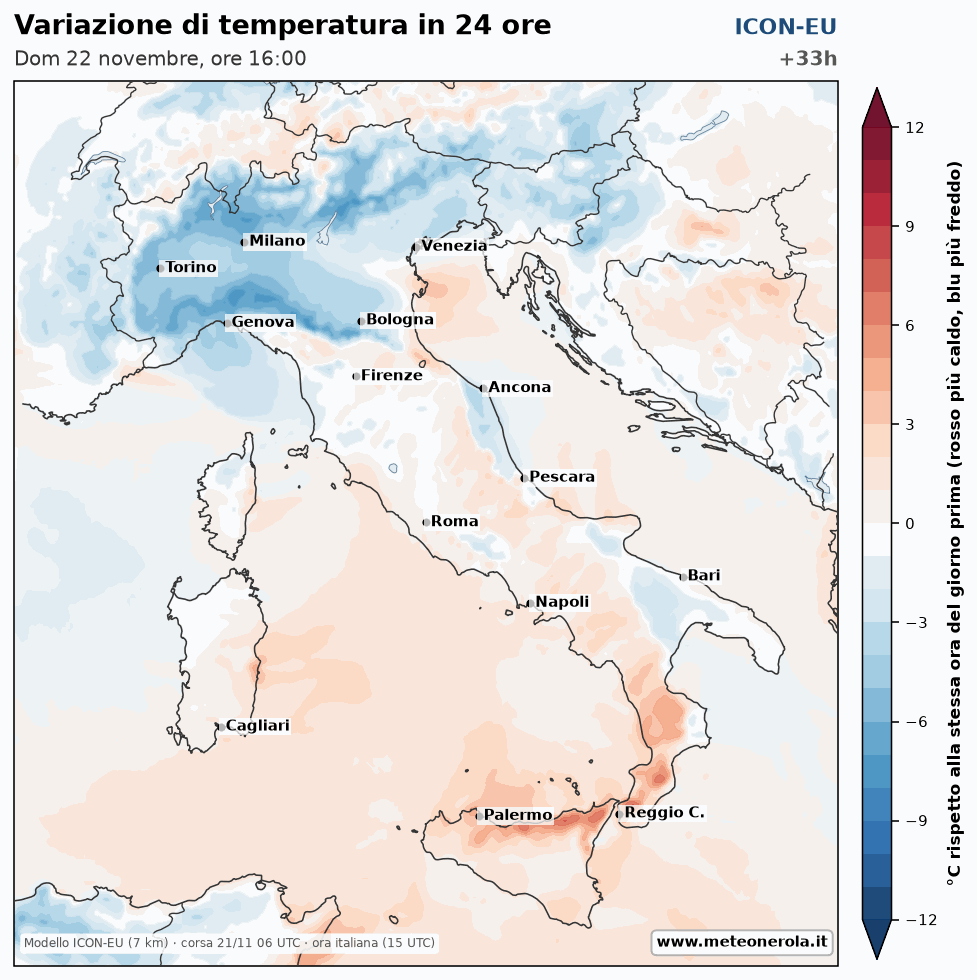 Variazione di temperatura in 24 ore
ICON-EU
Dom 22 novembre, ore 16:00
+33h
Milano
Venezia
Torino
Genova
Bologna
Firenze
Ancona
Pescara
Roma
Bari
Napoli
Cagliari
Palermo
Reggio C.
12
9
6
3
0
−3
−6
−9
−12
°C rispetto alla stessa ora del giorno prima (rosso più caldo, blu più freddo)
Modello ICON-EU (7 km) · corsa 21/11 06 UTC · ora italiana (15 UTC)
www.meteonerola.it